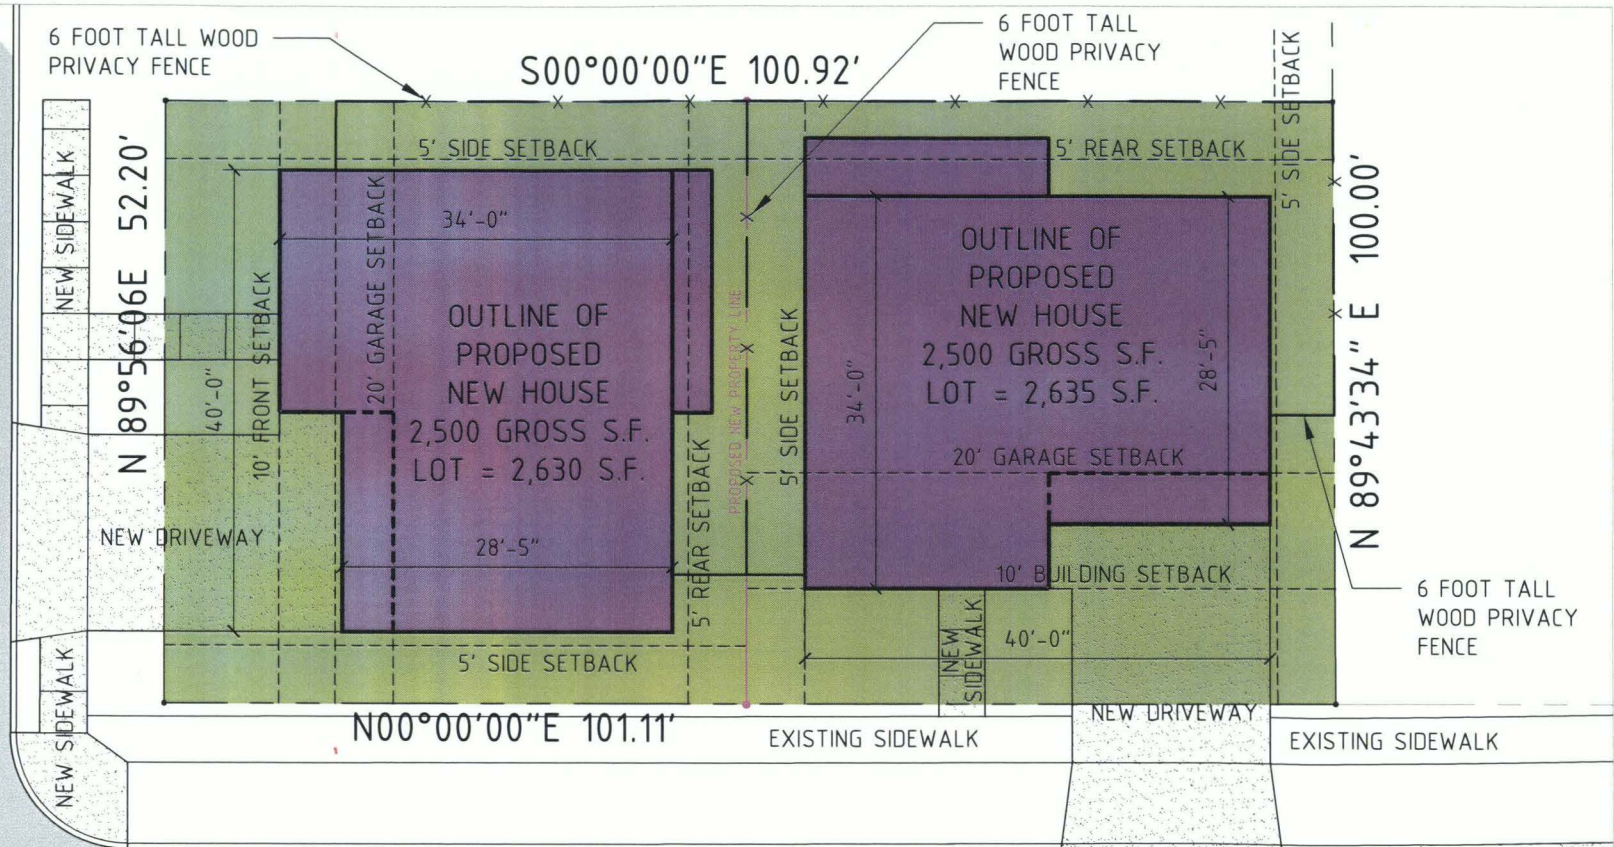 6 FOOT TALL WOOD
PRIVACY FENCE
S00°00'00"E 100.92'
6 FOOT TALL
WOOD PRIVACY
FENCE
5' SIDE SETBACK
5' SIDE SETBACK
5' REAR SETBACK
NEW SIDEWALK
N 89°56'06E 52.20'
34'-0"
20' GARAGE SETBACK
10' FRONT SETBACK
40'-0"
OUTLINE OF
PROPOSED
NEW HOUSE
2,500 GROSS S.F.
LOT = 2,630 S.F.
28'-5"
5' REAR SETBACK
PROPOSED NEW PROPERTY LINE
5' SIDE SETBACK
34'-0"
OUTLINE OF
PROPOSED
NEW HOUSE
2,500 GROSS S.F.
LOT = 2,635 S.F.
28'-5"
20' GARAGE SETBACK
N 89°43'34" E 100.00'
NEW DRIVEWAY
10' BUILDING SETBACK
6 FOOT TALL
WOOD PRIVACY
FENCE
5' SIDE SETBACK
NEW
SIDEWALK
40'-0"
NEW SIDEWALK
N00°00'00"E 101.11'
EXISTING SIDEWALK
NEW DRIVEWAY
EXISTING SIDEWALK